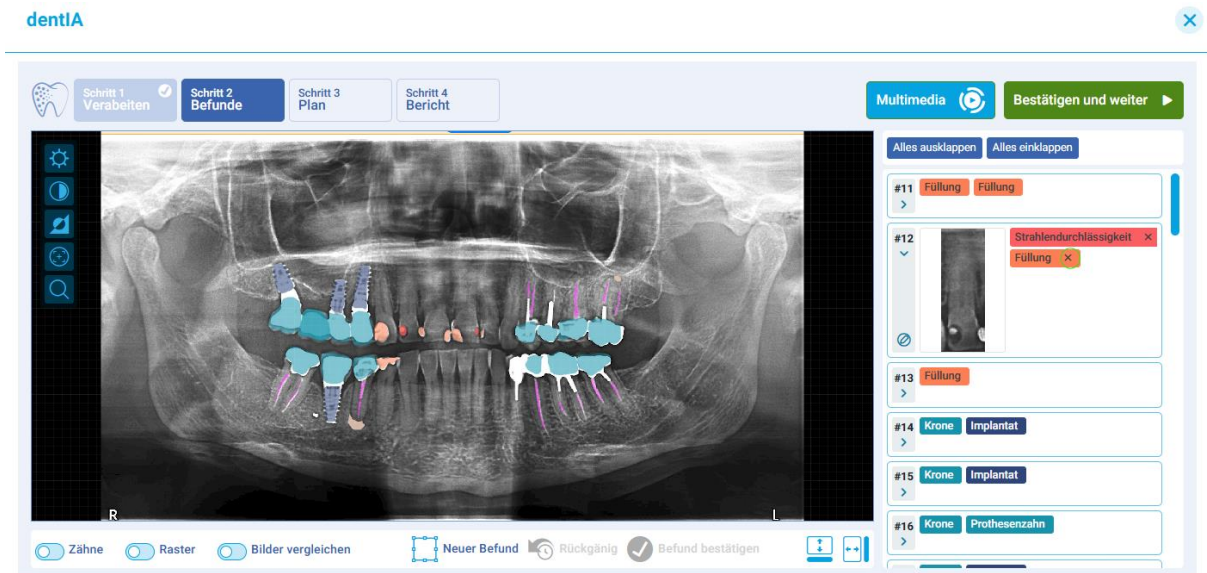 dentIA
Schritt 1
Verabeiten
Schritt 2
Befunde
Schritt 3
Plan
Schritt 4
Bericht
Multimedia
Bestätigen und weiter
Alles ausklappen
Alles einklappen
#11 Füllung Füllung
#12 Strahlendurchlässigkeit ×
Füllung ×
#13 Füllung
#14 Krone Implantat
#15 Krone Implantat
#16 Krone Prothesenzahn
R
L
Zähne
Raster
Bilder vergleichen
Neuer Befund
Rückgängig
Befund bestätigen